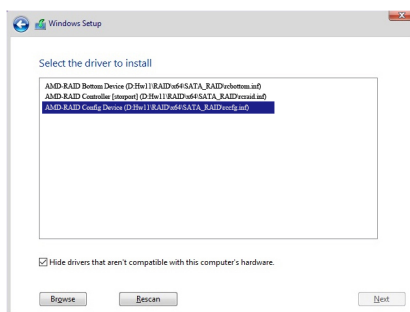 Windows Setup
Select the driver to install
AMD-RAID Bottom Device (D:Hw11\RAID\x64\SATA_RAID\rcbottom.inf)
AMD-RAID Controller [storport] (D:Hw11\RAID\x64\SATA_RAID\rcraid.inf)
AMD-RAID Config Device (D:Hw11\RAID\x64\SATA_RAID\rccfg.inf)
Hide drivers that aren't compatible with this computer's hardware.
Browse
Rescan
Next